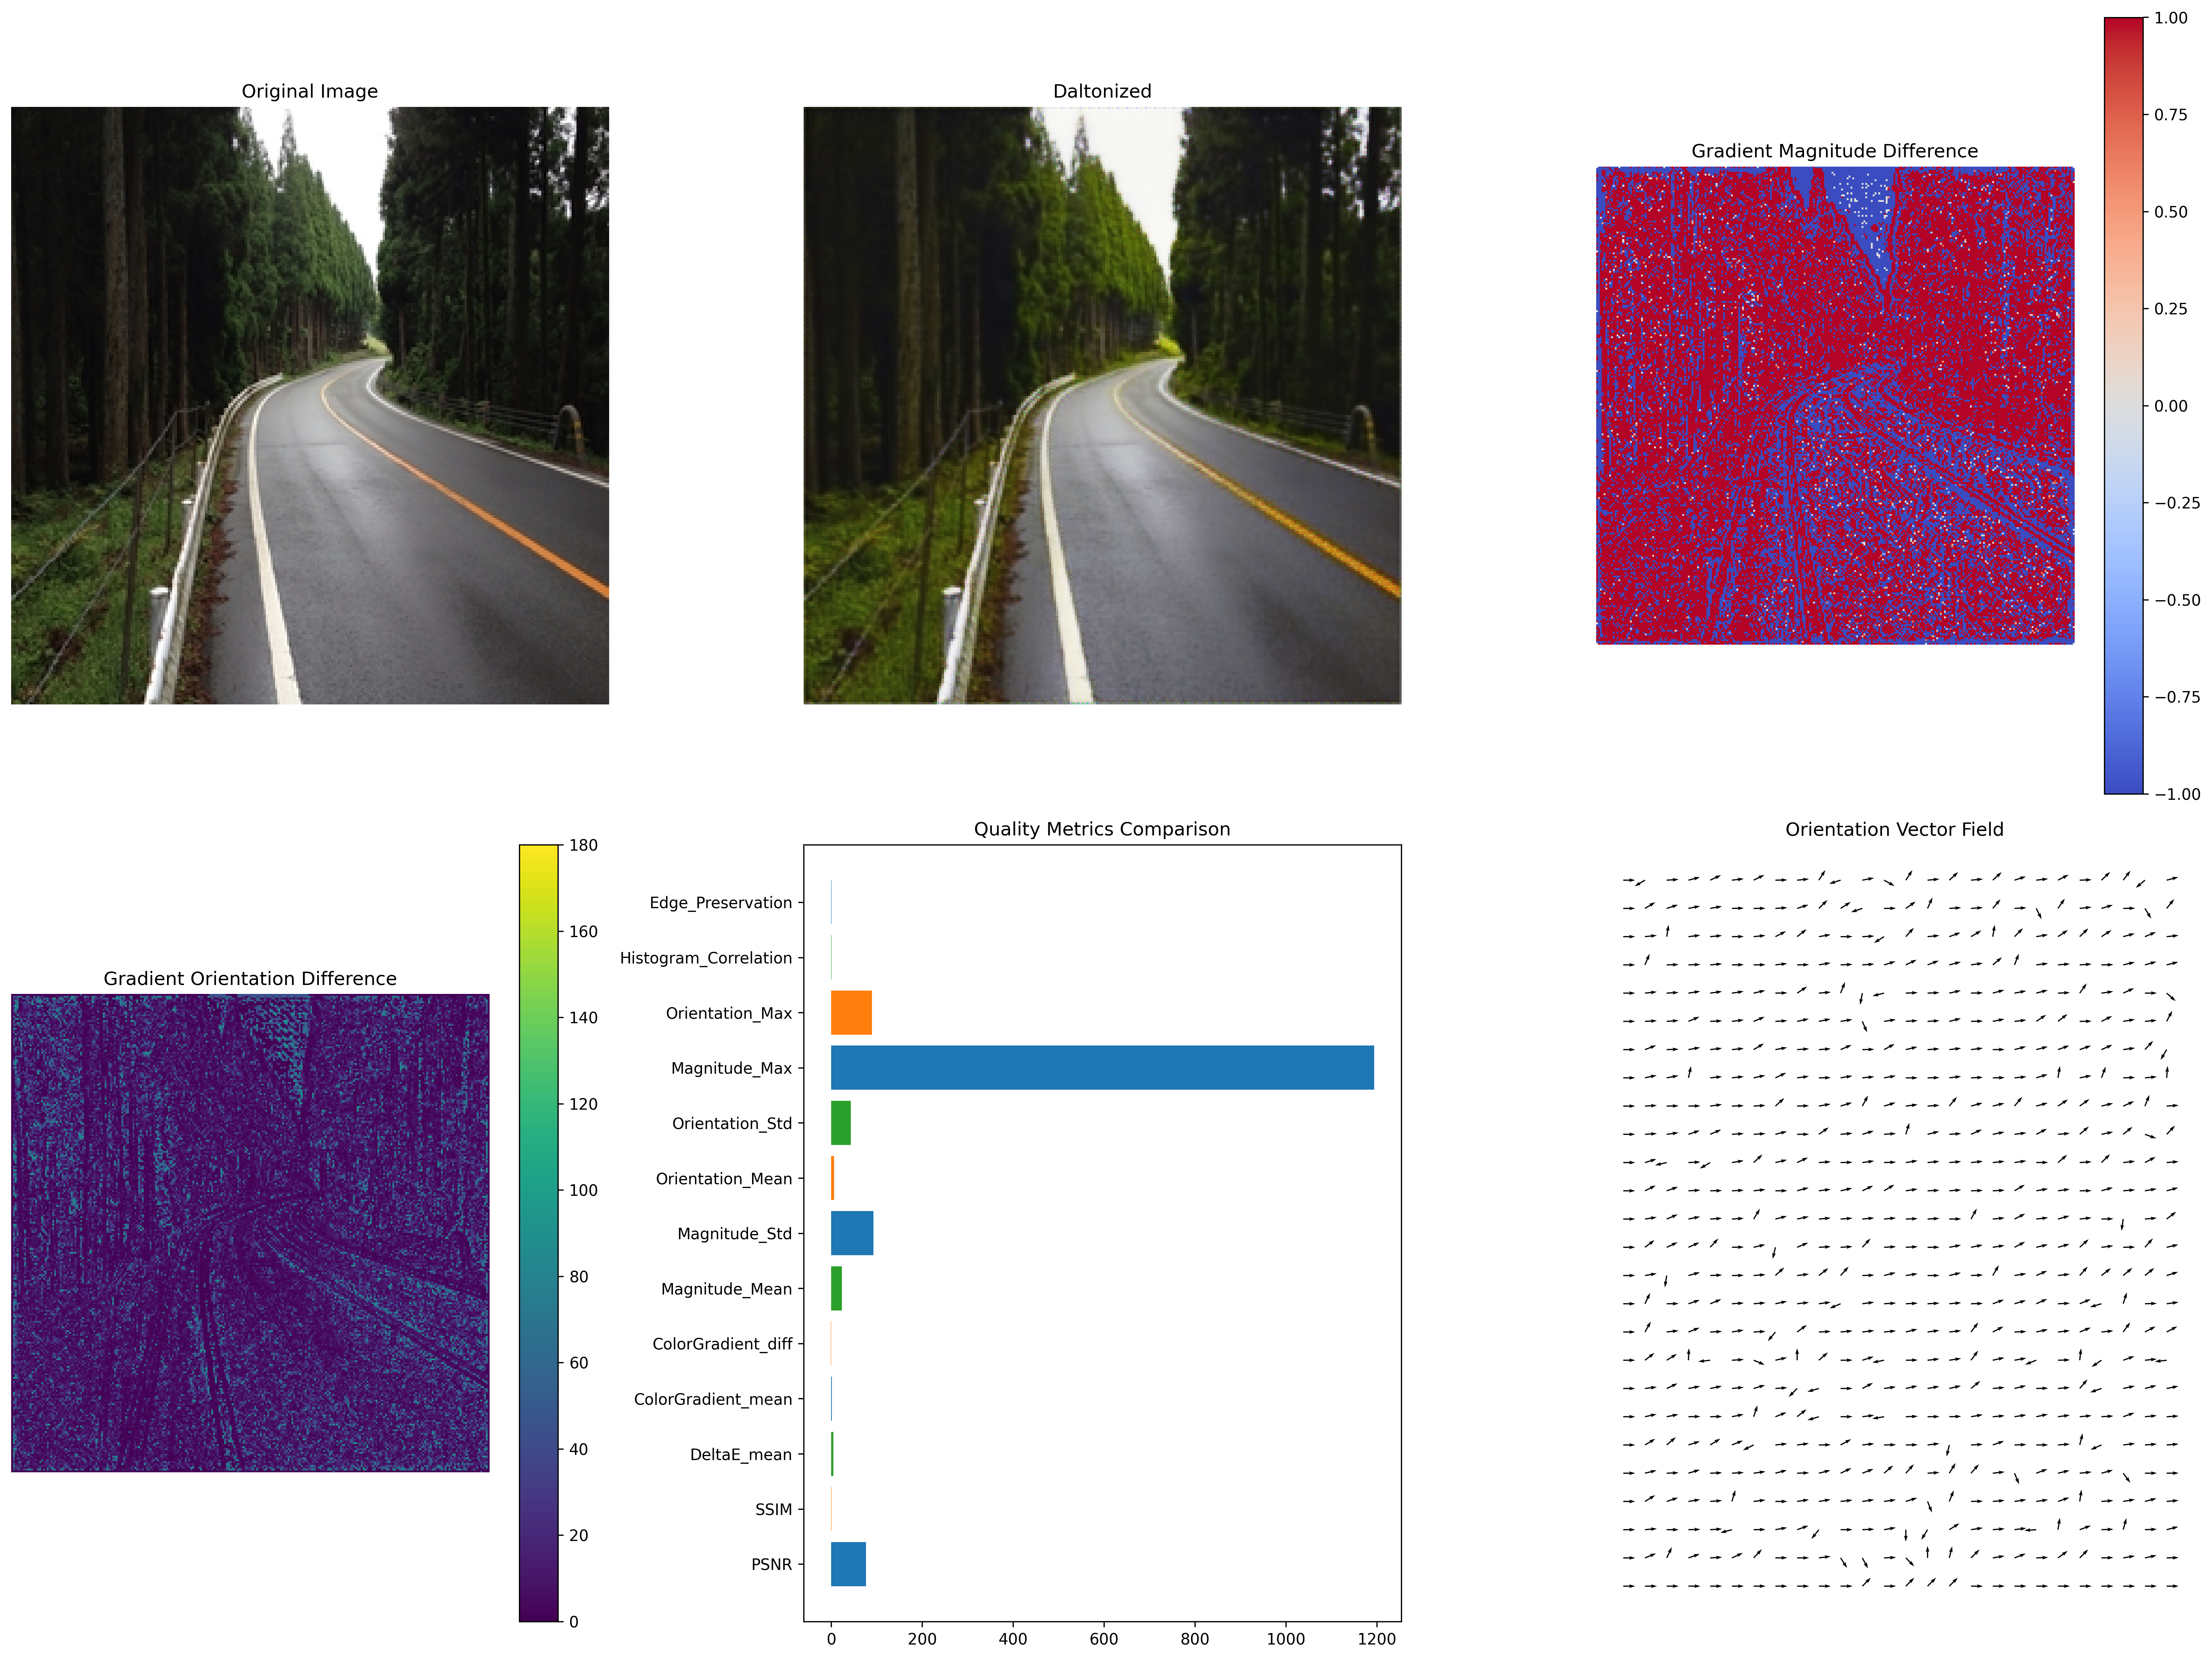 Original Image
Daltonized
Gradient Magnitude Difference
1.00
0.75
0.50
0.25
0.00
−0.25
−0.50
−0.75
−1.00
Gradient Orientation Difference
180
160
140
120
100
80
60
40
20
0
Quality Metrics Comparison
Edge_Preservation
Histogram_Correlation
Orientation_Max
Magnitude_Max
Orientation_Std
Orientation_Mean
Magnitude_Std
Magnitude_Mean
ColorGradient_diff
ColorGradient_mean
DeltaE_mean
SSIM
PSNR
0 200 400 600 800 1000 1200
Orientation Vector Field